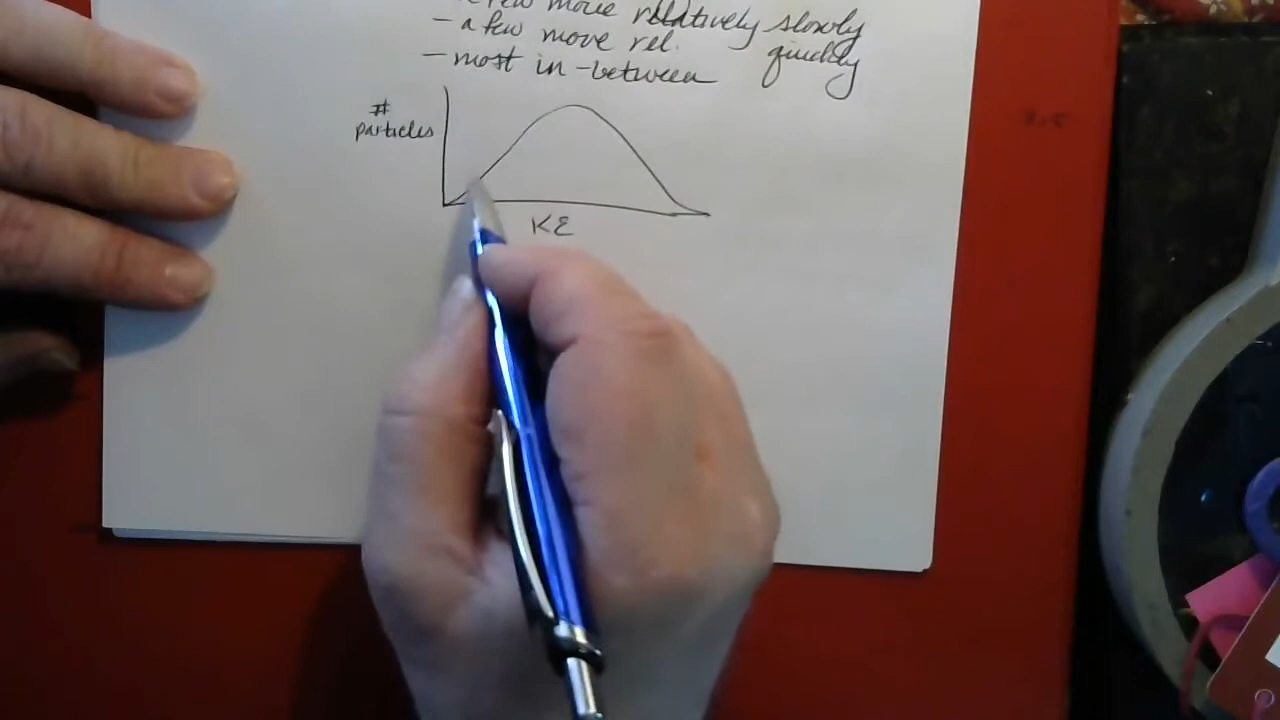 a few move relatively slowly
– a few move rel. quickly
– most in-between
#
particles
KE